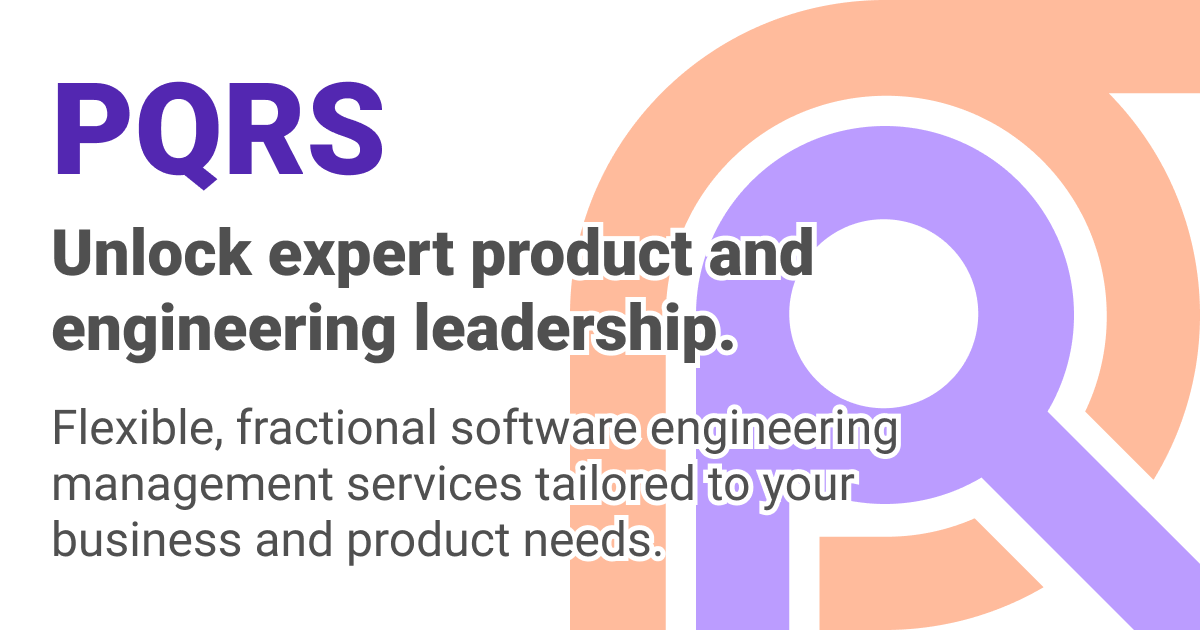 PQRS
Unlock expert product and
engineering leadership.
Flexible, fractional software engineering
management services tailored to your
business and product needs.